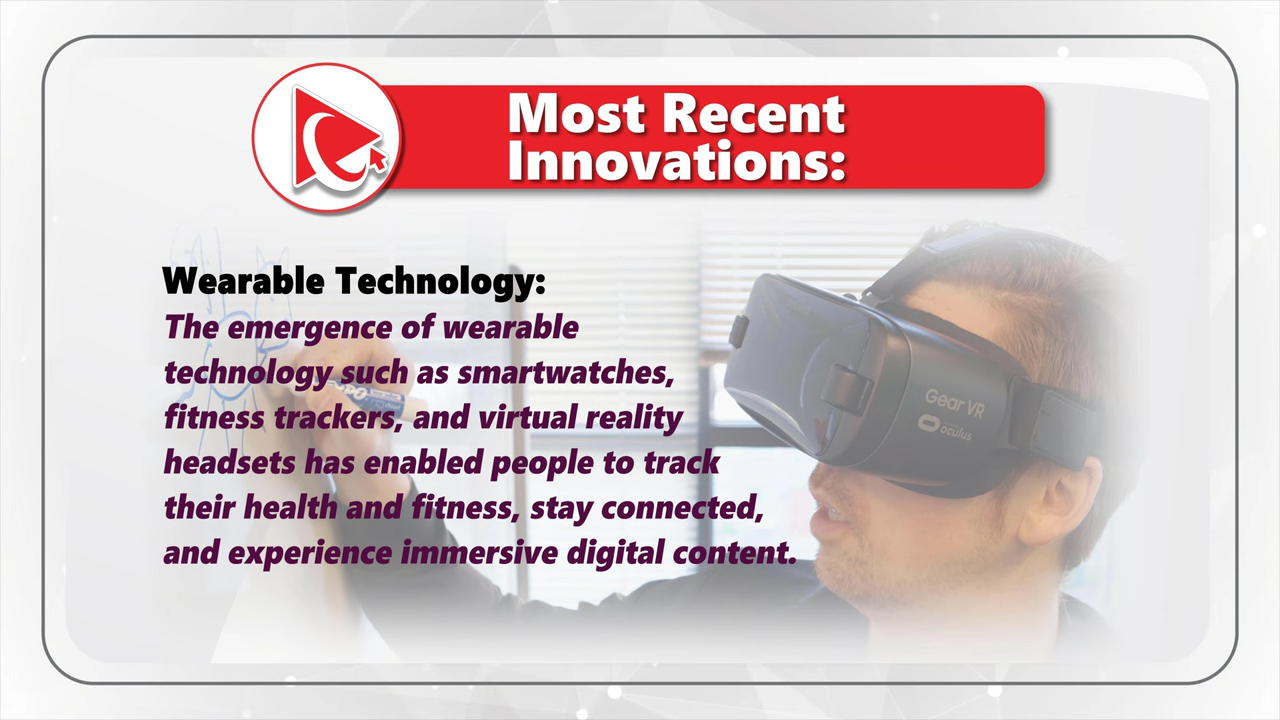 Most Recent
Innovations:
Wearable Technology:
The emergence of wearable
technology such as smartwatches,
fitness trackers, and virtual reality
headsets has enabled people to track
their health and fitness, stay connected,
and experience immersive digital content.
Gear VR
oculus